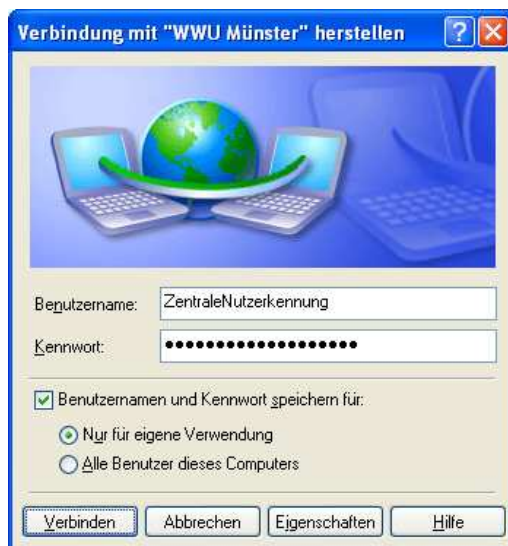 Verbindung mit "WWU Münster" herstellen
Benutzername: ZentraleNutzerkennung
Kennwort: ●●●●●●●●●●●●●●●●●●●
Benutzernamen und Kennwort speichern für:
Nur für eigene Verwendung
Alle Benutzer dieses Computers
Verbinden Abbrechen Eigenschaften Hilfe